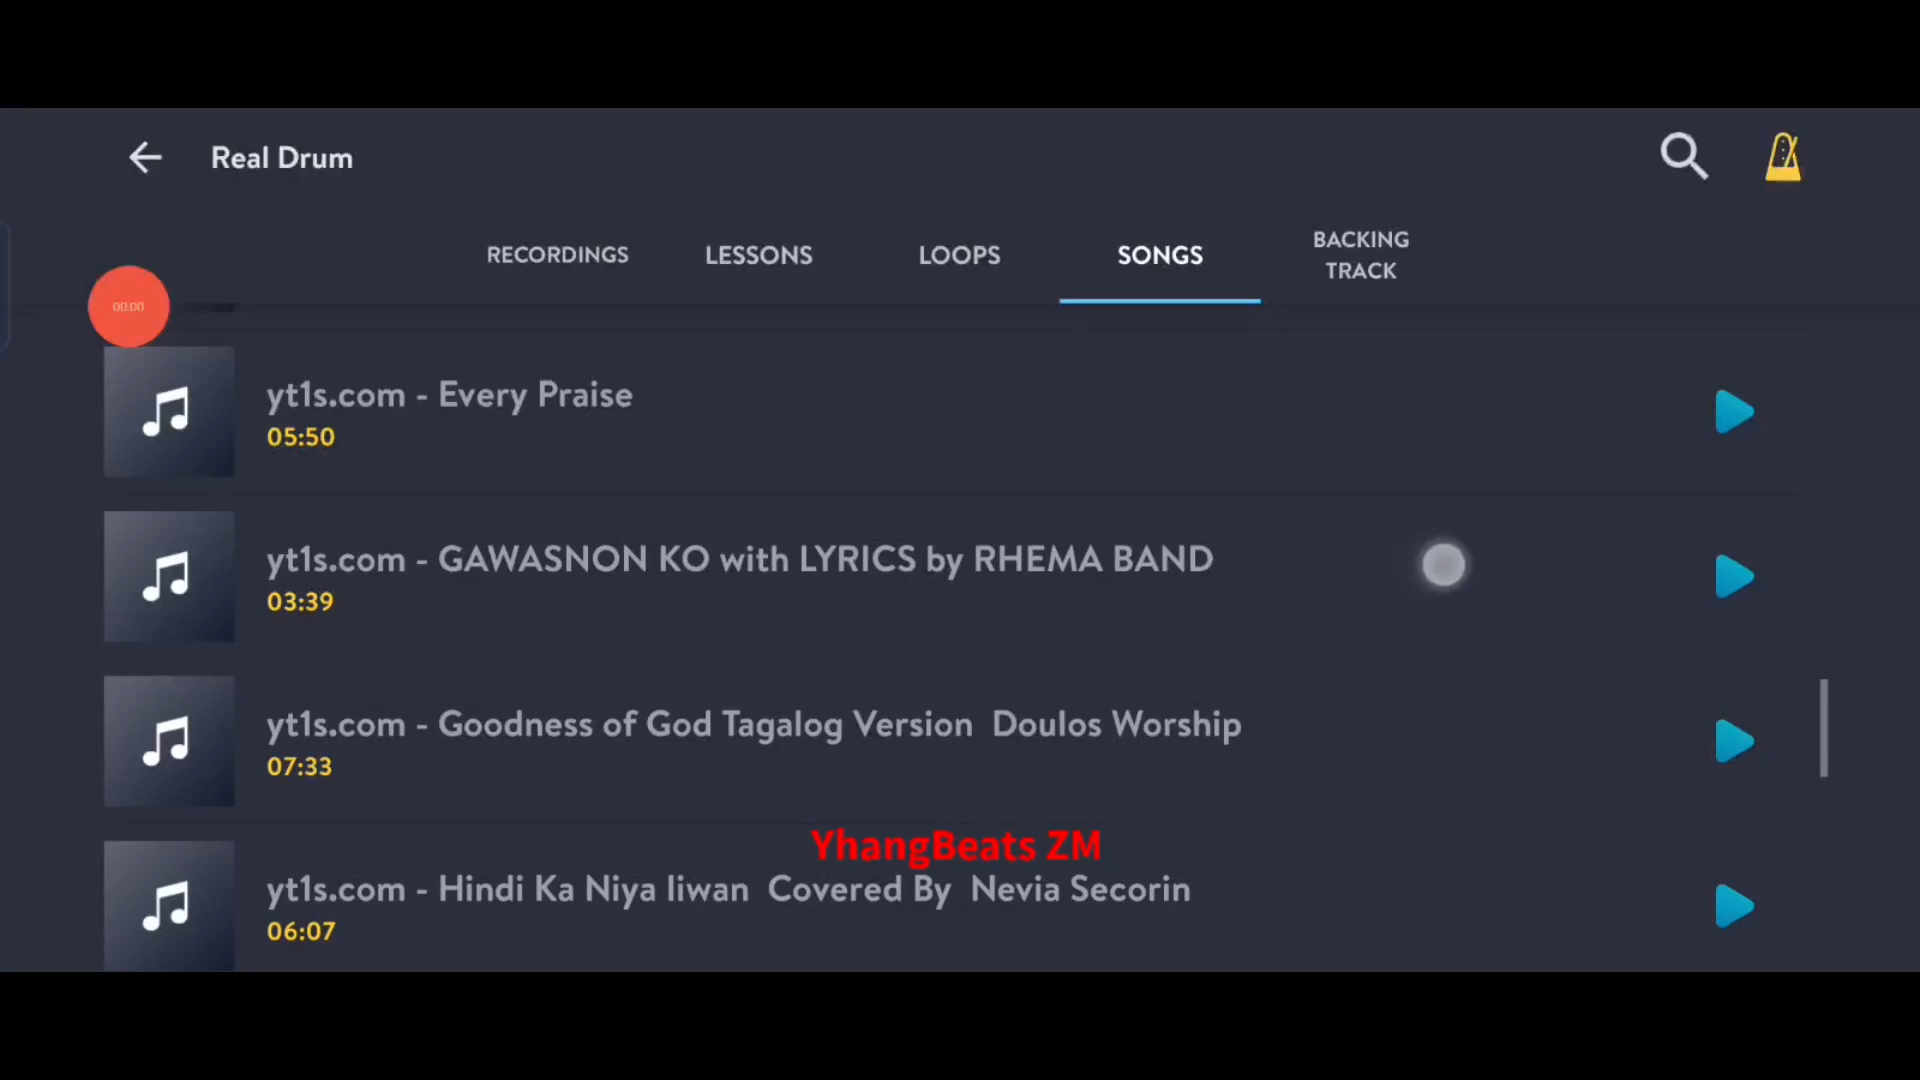 Real Drum
RECORDINGS
LESSONS
LOOPS
SONGS
BACKING
TRACK
00:00
yt1s.com - Every Praise
05:50
yt1s.com - GAWASNON KO with LYRICS by RHEMA BAND
03:39
yt1s.com - Goodness of God Tagalog Version  Doulos Worship
07:33
YhangBeats ZM
yt1s.com - Hindi Ka Niya Iiwan  Covered By  Nevia Secorin
06:07